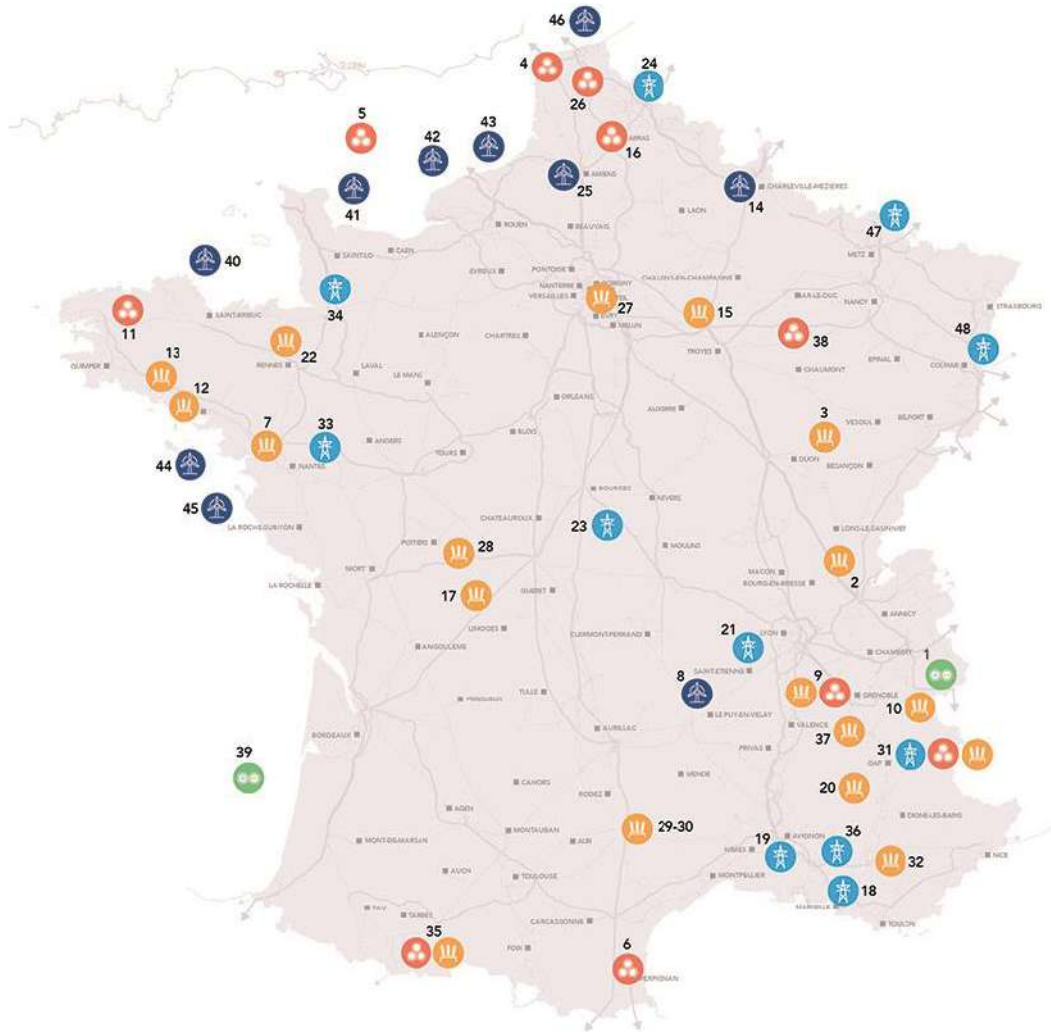 46
4
24
26
5
43
42
16
ARRAS
AMIENS
25
41
CHARLEVILLE-MEZIERES
14
LAON
47
ROUEN
BEAUVAIS
40
SAINT-LO
CAEN
METZ
EVREUX
PONTOISE
CHALONS-EN-CHAMPAGNE
NANTERRE
VERSAILLES
BAR-LE-DUC
NANCY
STRASBOURG
34
27
EVRY
MELUN
15
11
SAINT-BRIEUC
ALENÇON
CHARTRES
TROYES
38
48
22
RENNES
13
QUIMPER
LAVAL
LE MANS
CHAUMONT
EPINAL
COLMAR
12
ORLEANS
AUXERRE
3
VESOUL
BELFORT
7
33
ANGERS
BLOIS
TOURS
DIJON
BESANÇON
44
NANTES
45
LA ROCHE-SUR-YON
BOURGES
NEVERS
CHATEAUROUX
23
LONS-LE-SAUNIER
POITIERS
28
MOULINS
NIORT
MACON
BOURG-EN-BRESSE
2
LA ROCHELLE
17
GUERET
ANNECY
LIMOGES
CLERMONT-FERRAND
21
LYON
ANGOULEME
CHAMBERY
1
SAINT-ETIENNE
8
9
TULLE
PERIGUEUX
GRENOBLE
LE PUY-EN-VELAY
10
BORDEAUX
AURILLAC
VALENCE
37
39
PRIVAS
31
GAP
CAHORS
MENDE
20
RODEZ
AGEN
DIGNE-LES-BAINS
MONT-DE-MARSAN
MONTAUBAN
ALBI
29-30
19
NIMES
AVIGNON
36
NICE
AUCH
TOULOUSE
MONTPELLIER
32
18
MARSEILLE
PAU
TARBES
CARCASSONNE
TOULON
35
FOIX
6
PERPIGNAN